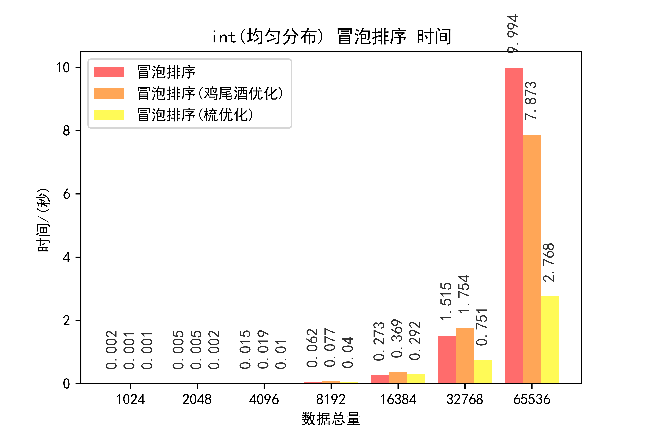 int(均匀分布) 冒泡排序 时间
冒泡排序
冒泡排序(鸡尾酒优化)
冒泡排序(梳优化)
时间/(秒)
10
8
6
4
2
0
0.002 0.001 0.001
0.005 0.005 0.002
0.015 0.019 0.01
0.062 0.077 0.04
0.273 0.369 0.292
1.515 1.754 0.751
9.994 7.873 2.768
1024 2048 4096 8192 16384 32768 65536
数据总量